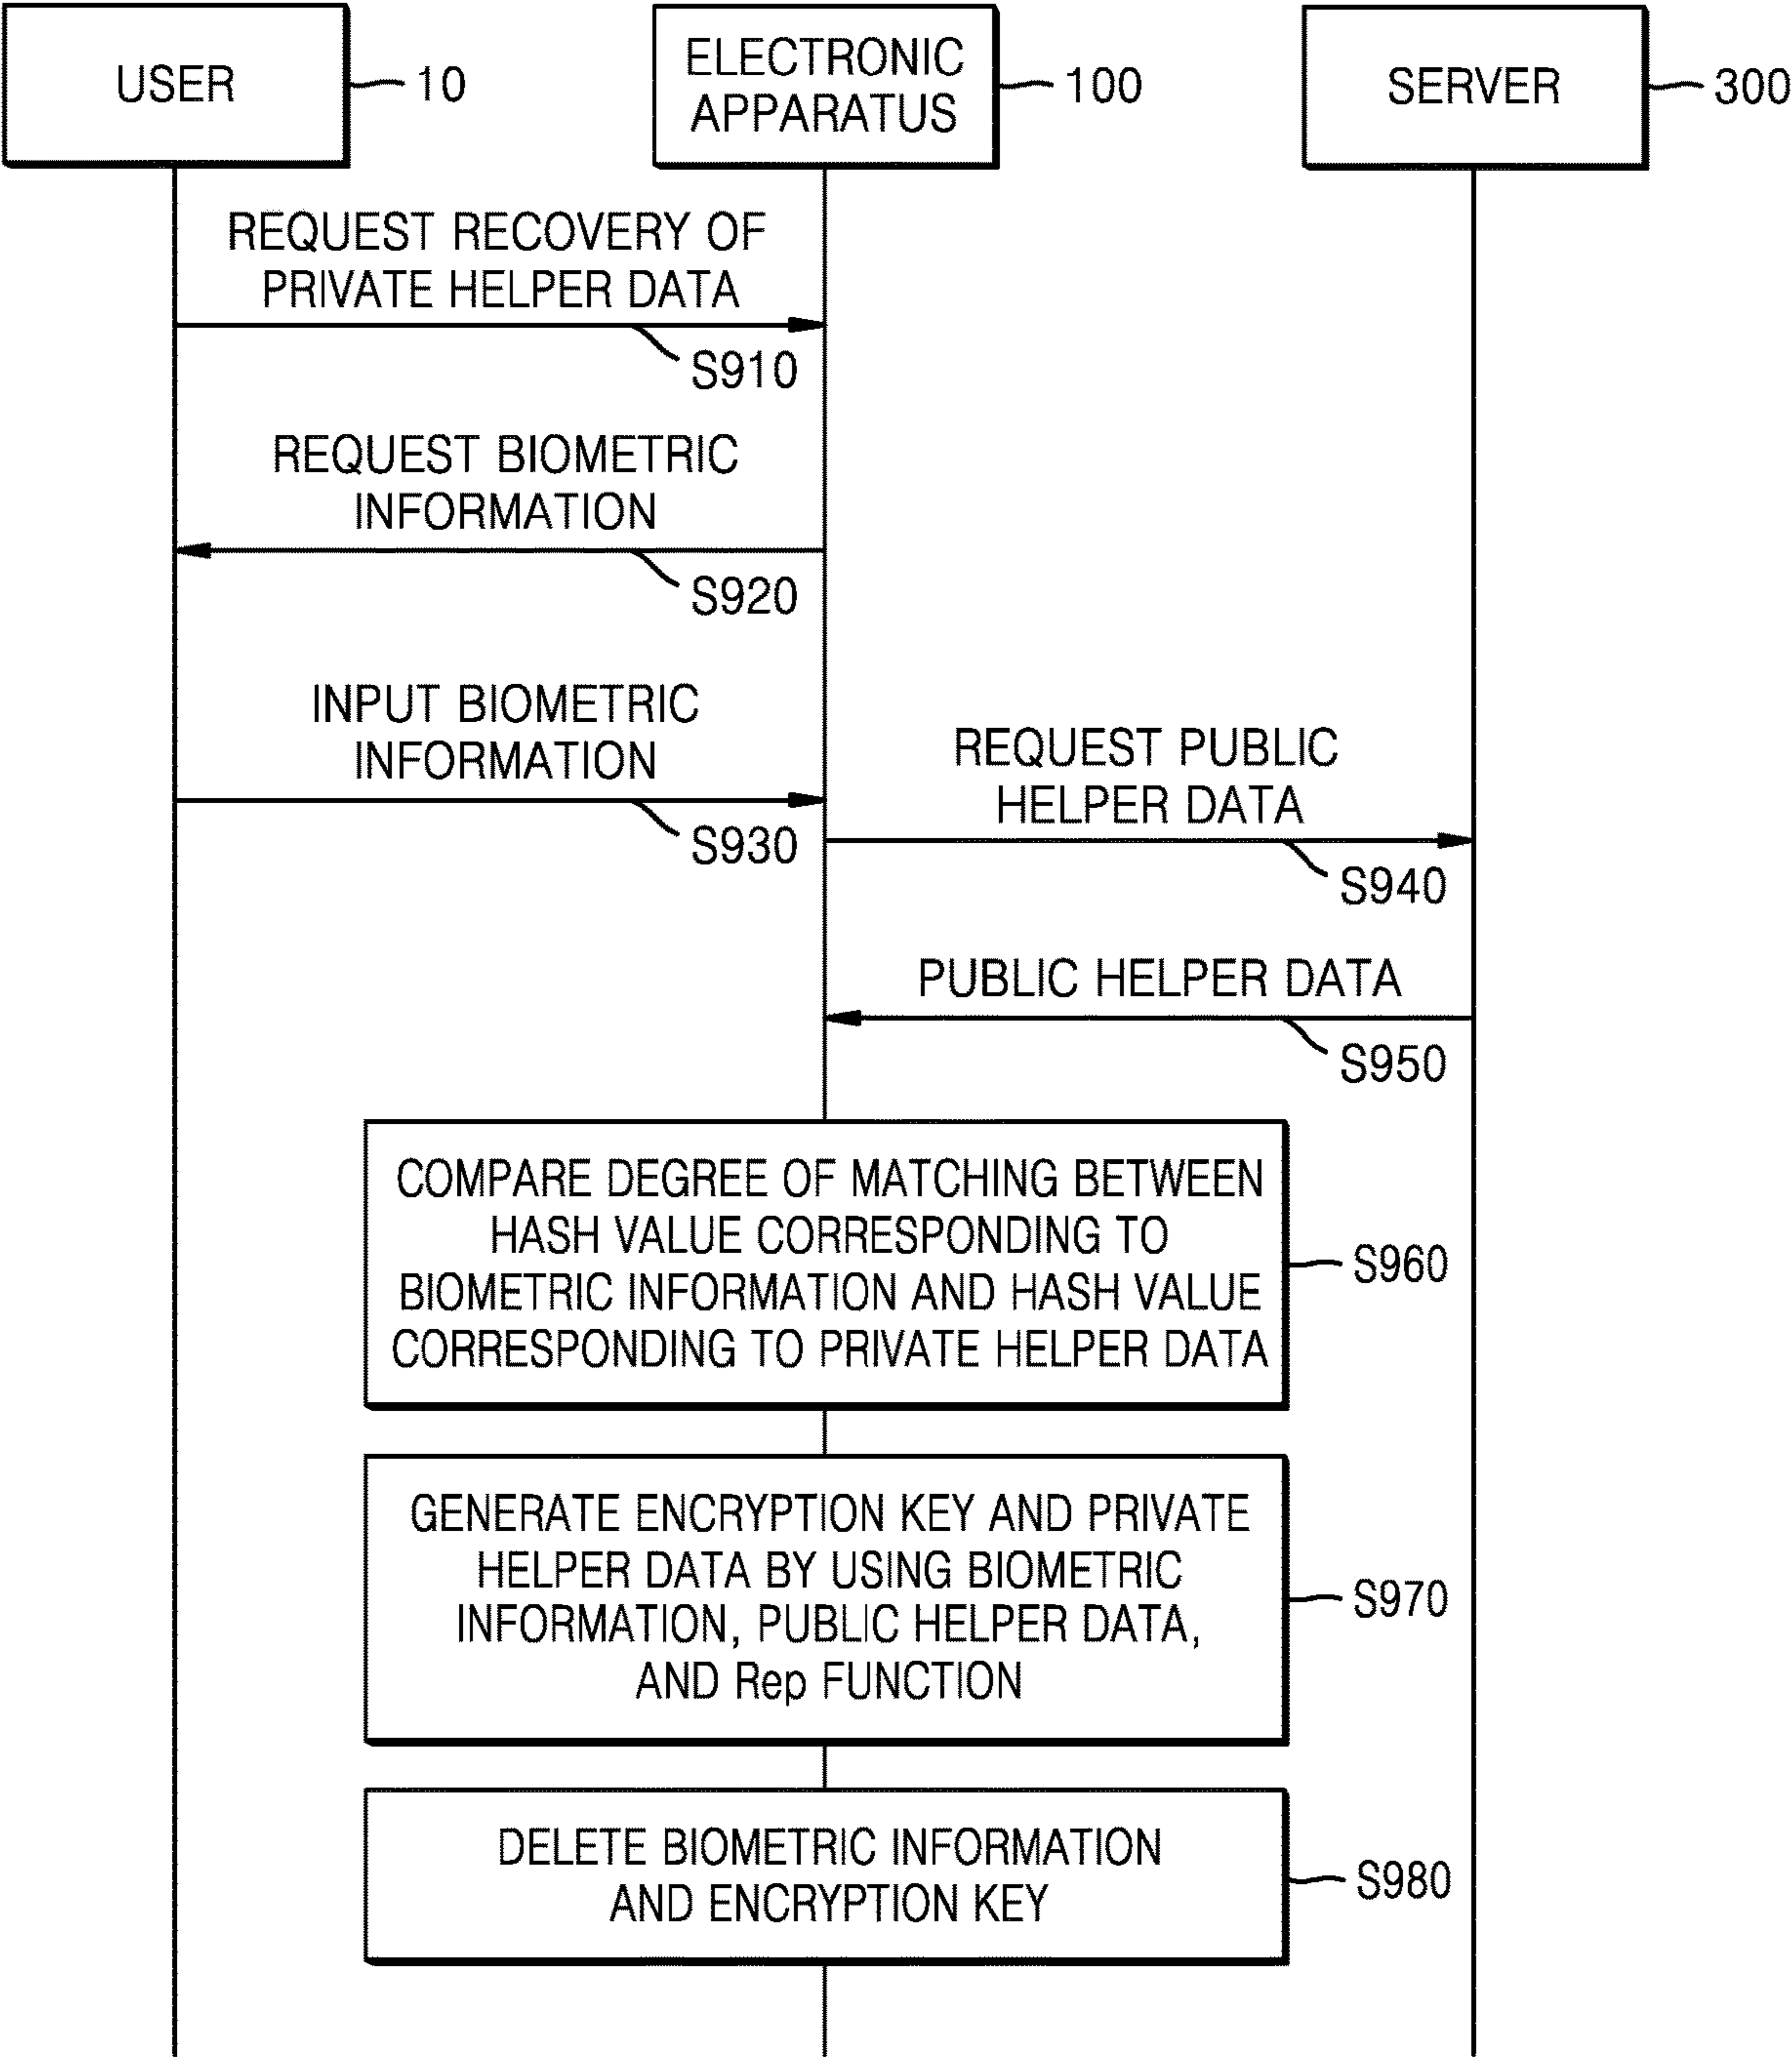 USER
10
ELECTRONIC
APPARATUS
100
SERVER
300
REQUEST RECOVERY OF
PRIVATE HELPER DATA
S910
REQUEST BIOMETRIC
INFORMATION
S920
INPUT BIOMETRIC
INFORMATION
S930
REQUEST PUBLIC
HELPER DATA
S940
PUBLIC HELPER DATA
S950
COMPARE DEGREE OF MATCHING BETWEEN
HASH VALUE CORRESPONDING TO
BIOMETRIC INFORMATION AND HASH VALUE
CORRESPONDING TO PRIVATE HELPER DATA
S960
GENERATE ENCRYPTION KEY AND PRIVATE
HELPER DATA BY USING BIOMETRIC
INFORMATION, PUBLIC HELPER DATA,
AND Rep FUNCTION
S970
DELETE BIOMETRIC INFORMATION
AND ENCRYPTION KEY
S980